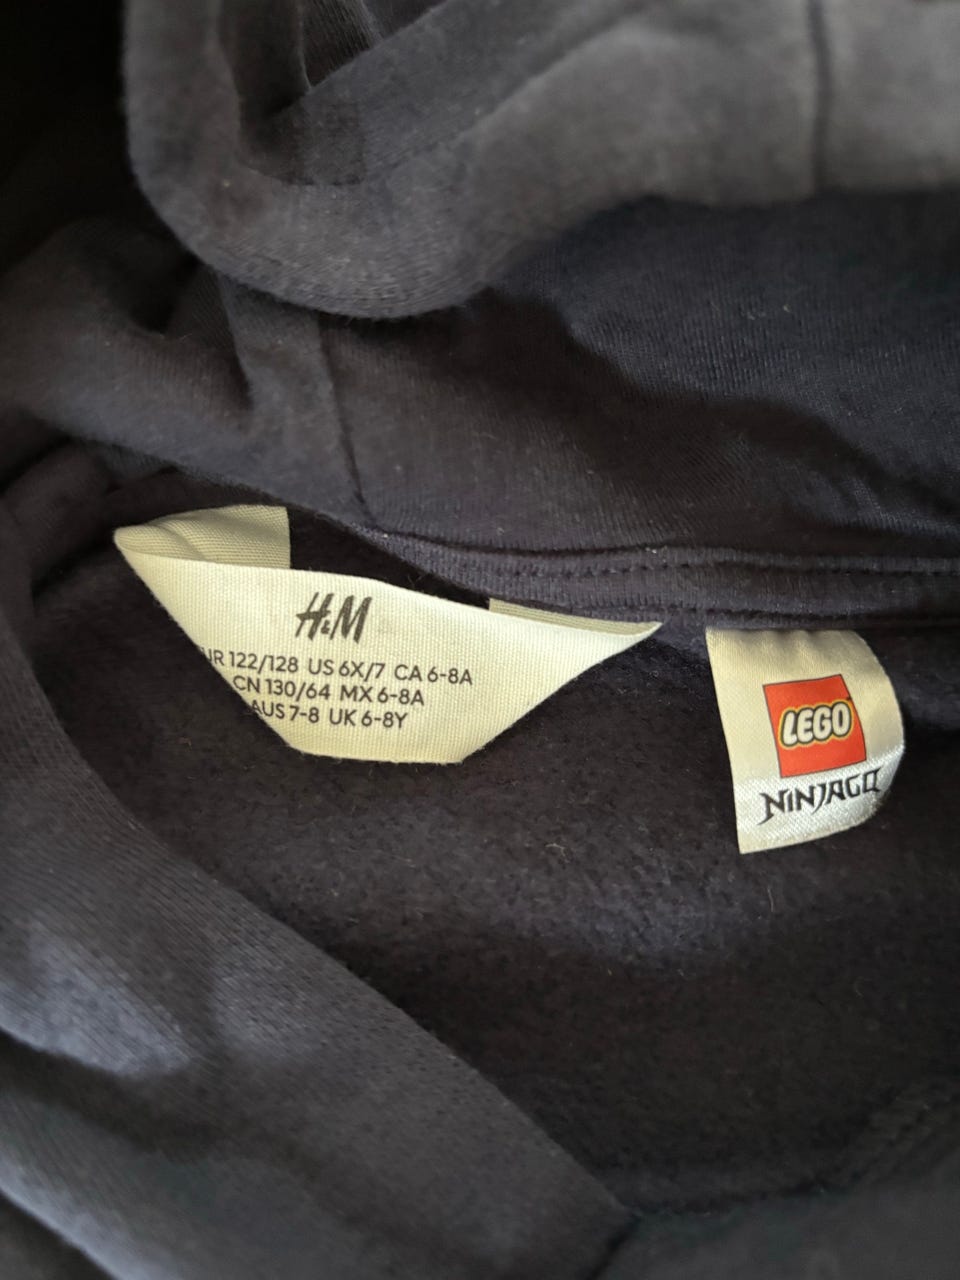 H&M
UR 122/128 US 6X/7 CA 6-8A
CN 130/64 MX 6-8A
AUS 7-8 UK 6-8Y
LEGO
NINJAGO